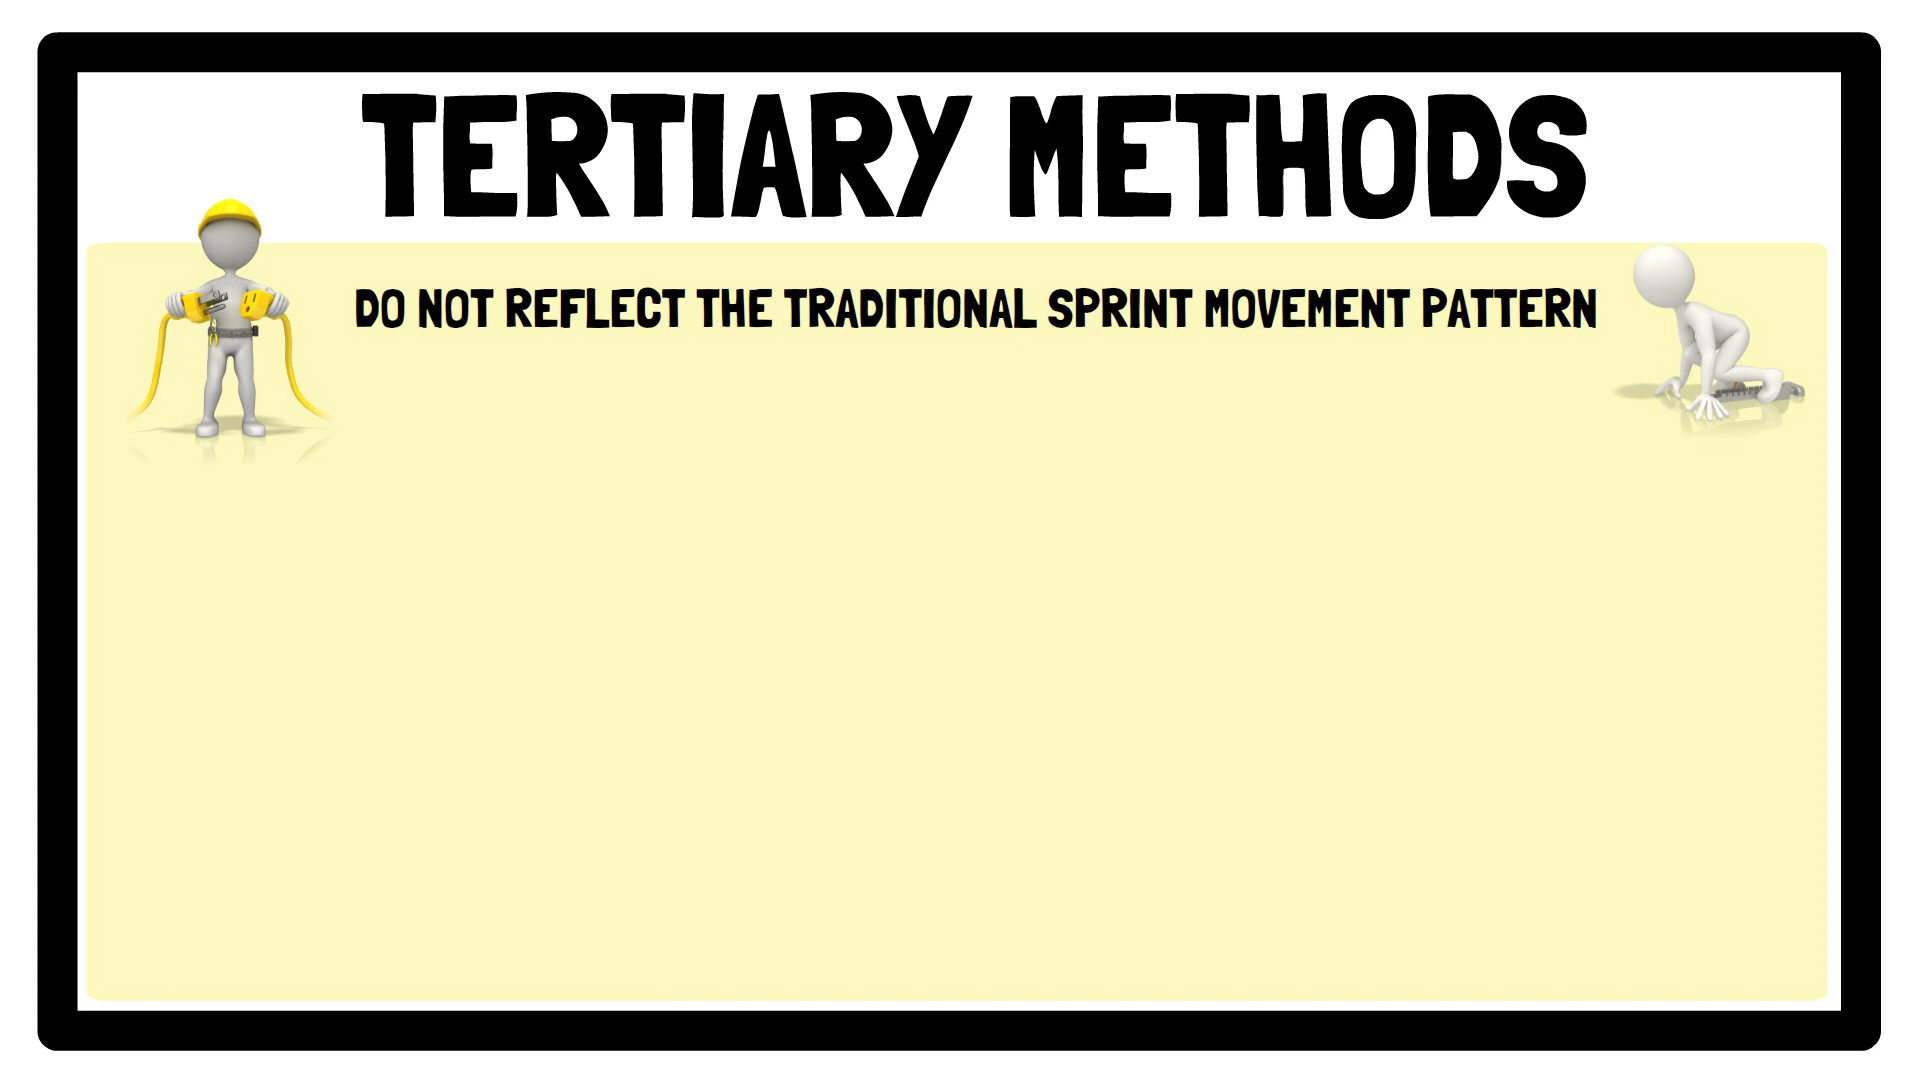 TERTIARY METHODS
DO NOT REFLECT THE TRADITIONAL SPRINT MOVEMENT PATTERN